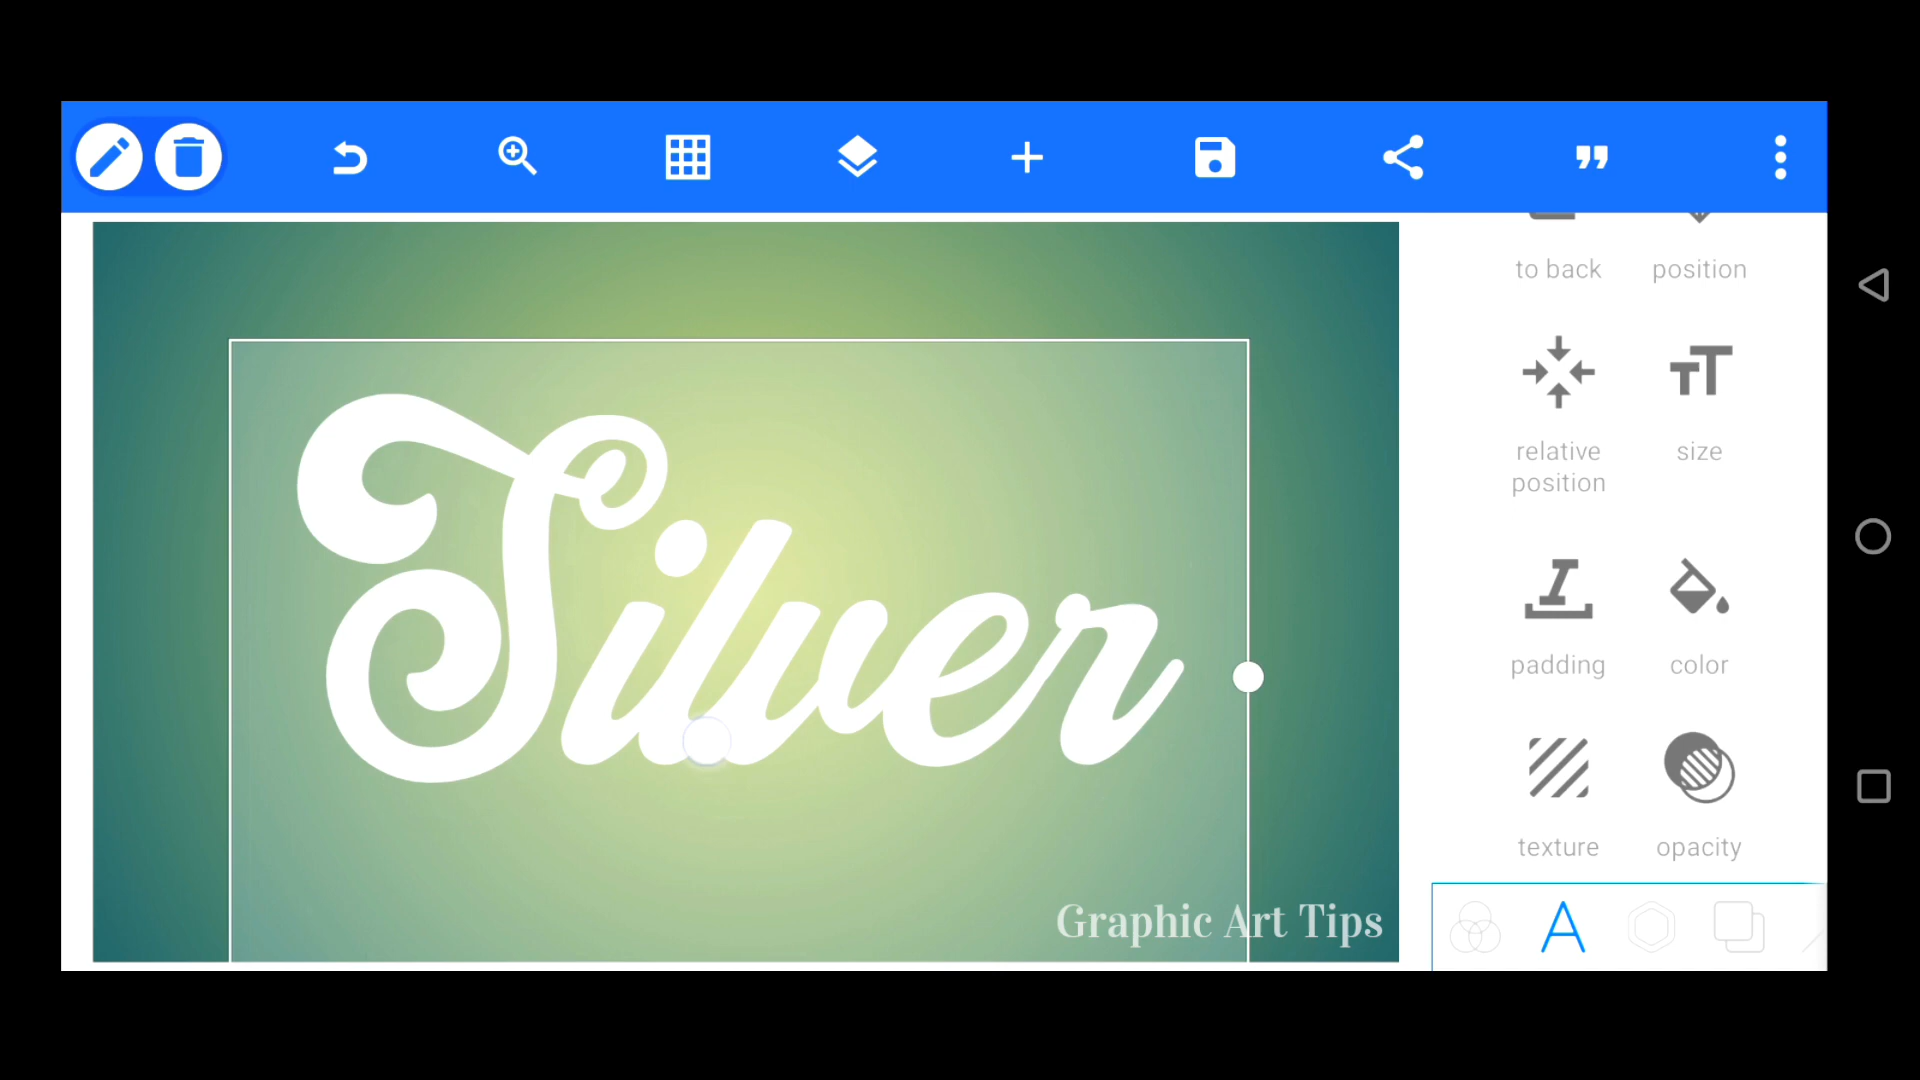 to back
position
relative
position
size
padding
color
texture
opacity
Silver
Graphic Art Tips
A